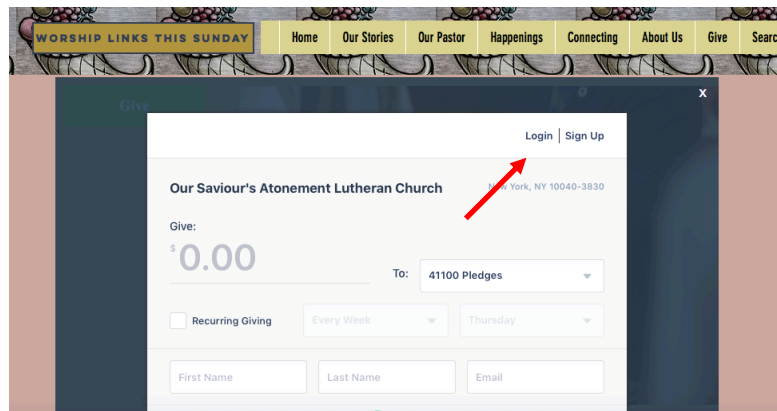 WORSHIP LINKS THIS SUNDAY Home Our Stories Our Pastor Happenings Connecting About Us Give Searc
Give
X
Login | Sign Up
Our Saviour's Atonement Lutheran Church New York, NY 10040-3830
Give:
$0.00
To: 41100 Pledges
Recurring Giving Every Week Thursday
First Name Last Name Email